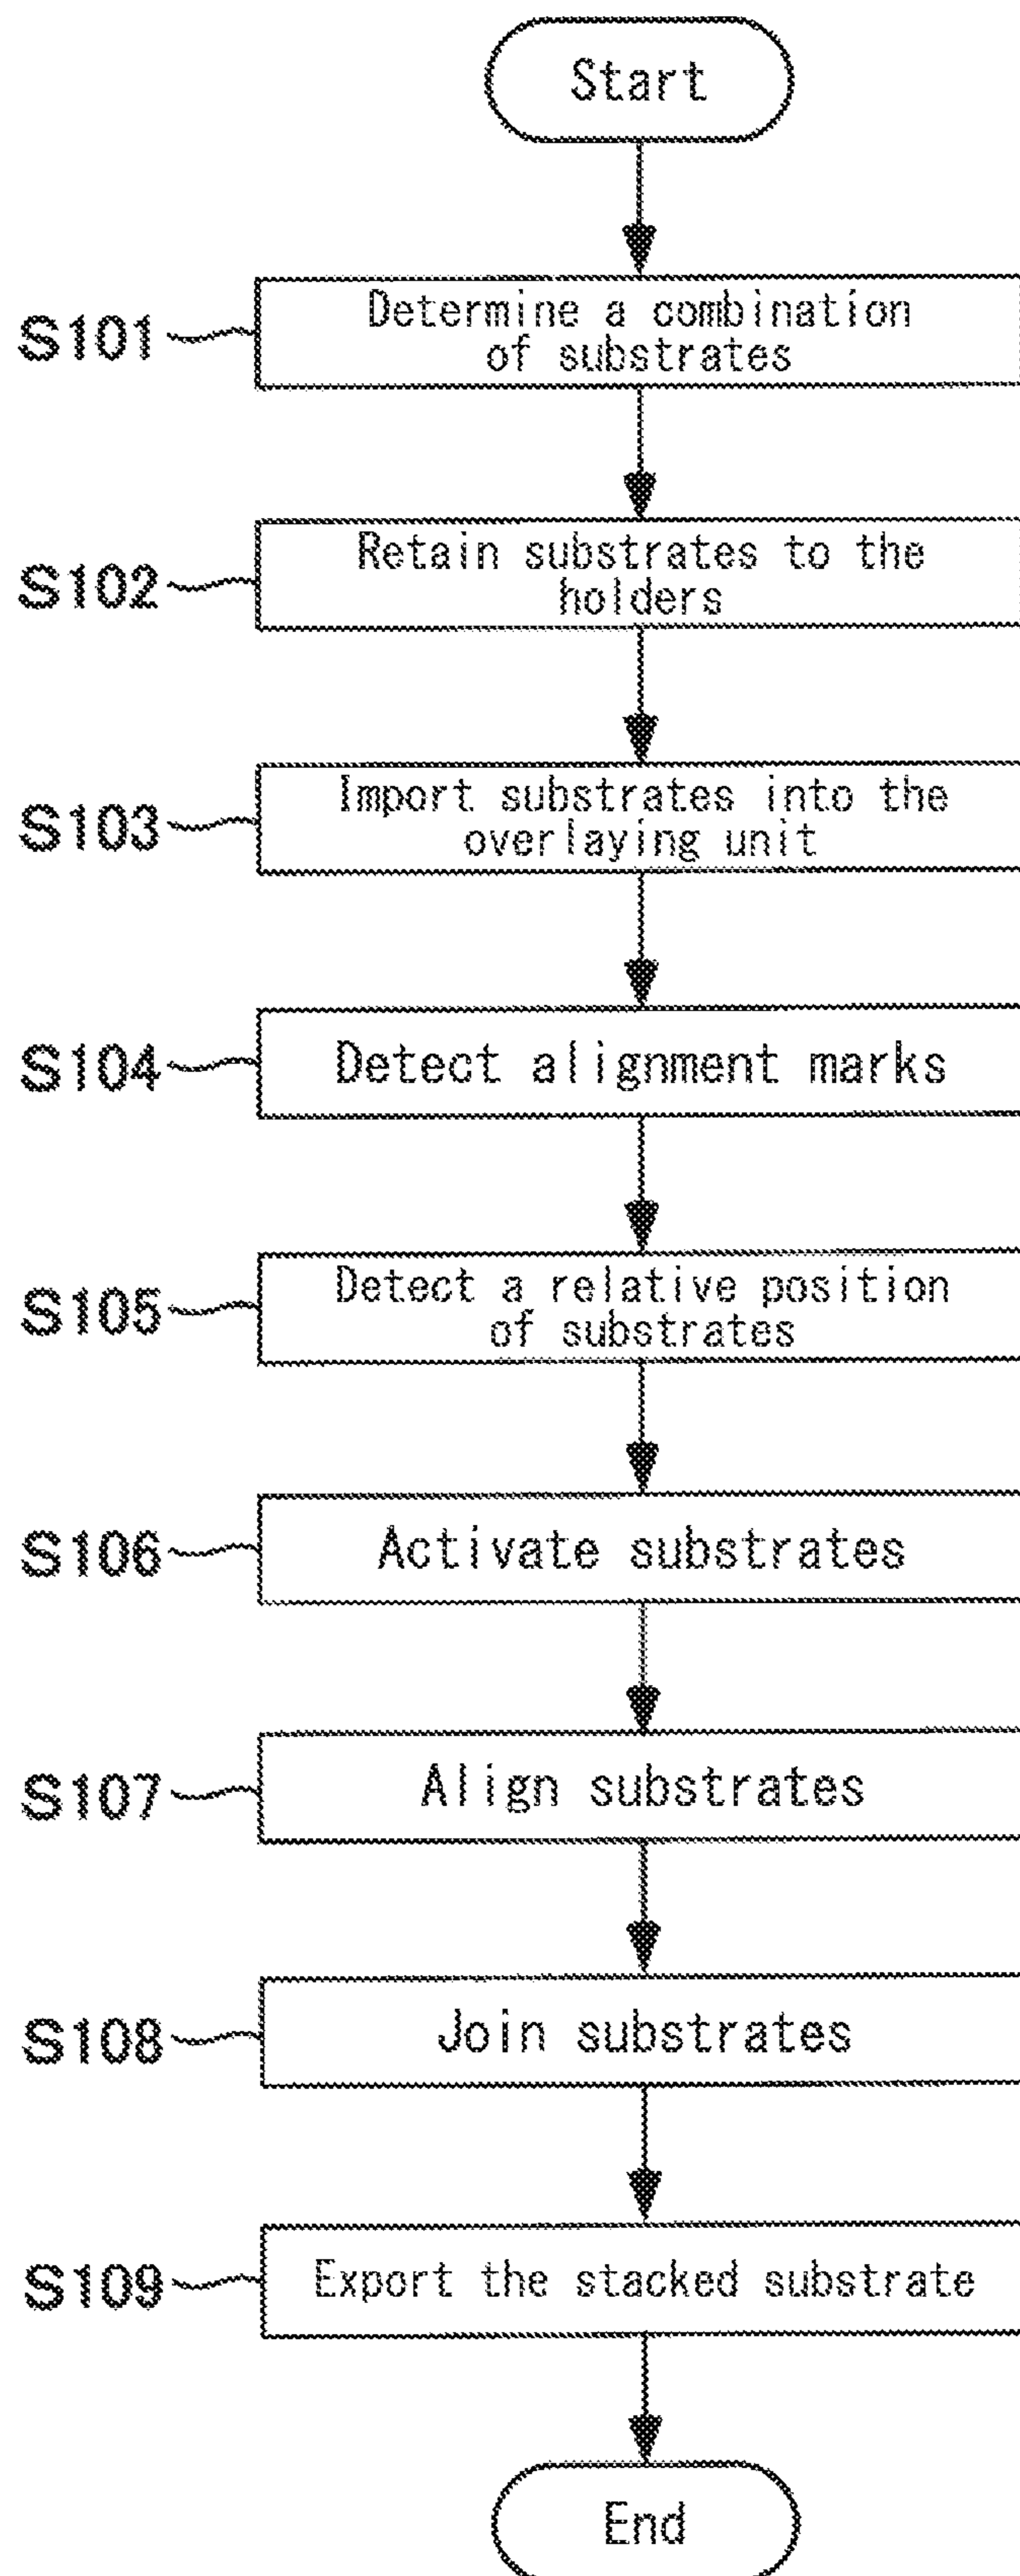 Start
S101
Determine a combination
of substrates
S102
Retain substrates to the
holders
S103
Import substrates into the
overlaying unit
S104
Detect alignment marks
S105
Detect a relative position
of substrates
S106
Activate substrates
S107
Align substrates
S108
Join substrates
S109
Export the stacked substrate
End